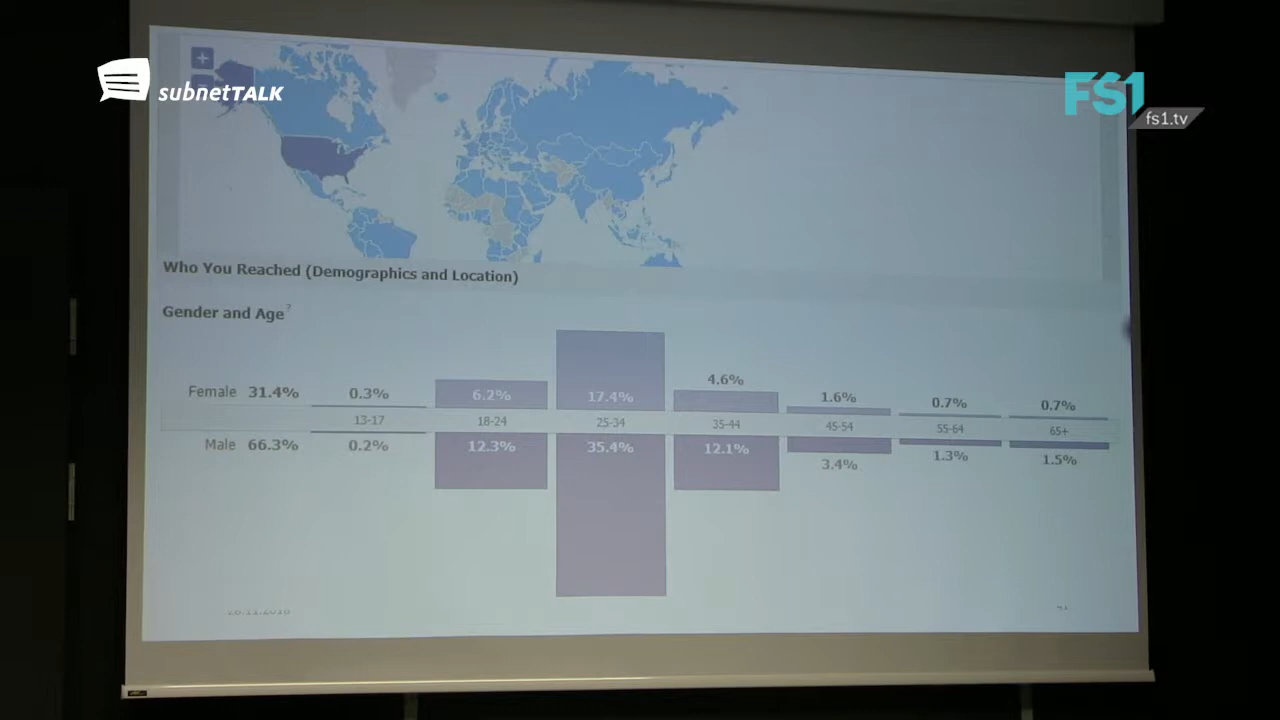 +
subnetTALK
FS1
fs1.tv
Who You Reached (Demographics and Location)
Gender and Age ?
4.6%
Female 31.4% 0.3% 6.2% 17.4% 1.6% 0.7% 0.7%
13-17 18-24 25-34 35-44 45-54 55-64 65+
Male 66.3% 0.2% 12.3% 35.4% 12.1% 3.4% 1.3% 1.5%